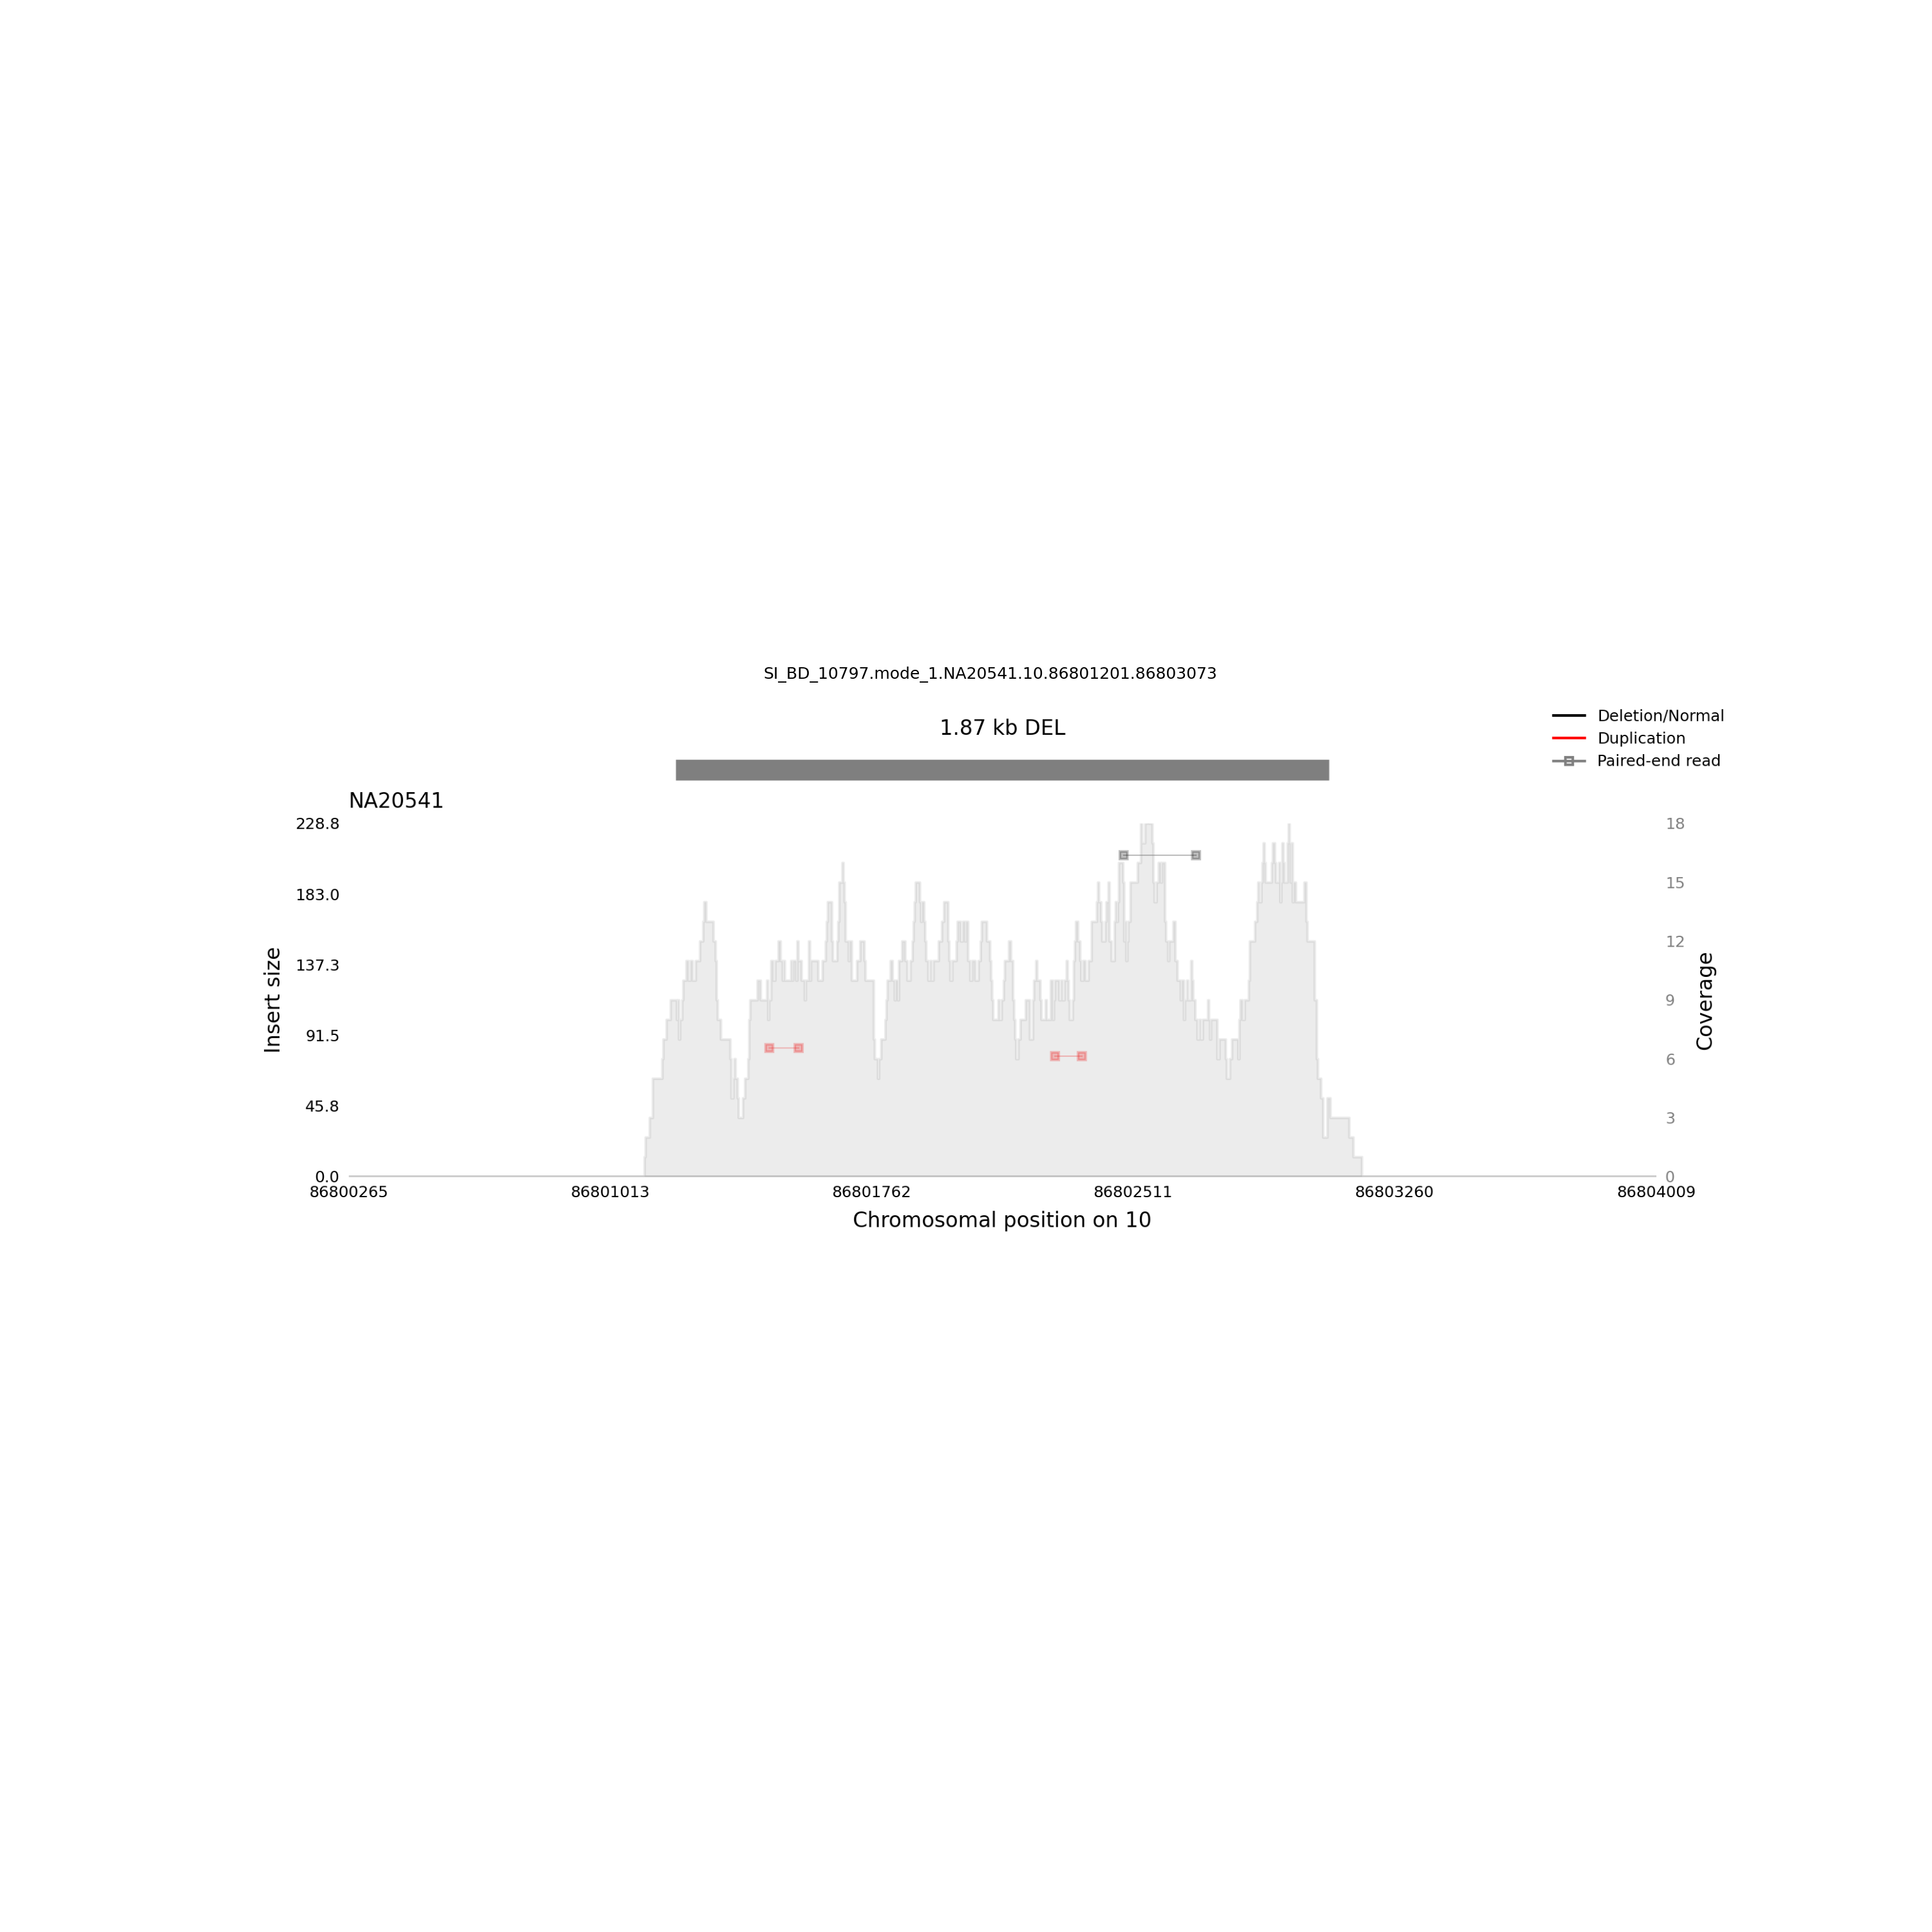 SI_BD_10797.mode_1.NA20541.10.86801201.86803073
1.87 kb DEL
Deletion/Normal
Duplication
Paired-end read
NA20541
228.8
183.0
137.3
91.5
45.8
0.0
Insert size
18
15
12
9
6
3
0
Coverage
86800265 86801013 86801762 86802511 86803260 86804009
Chromosomal position on 10